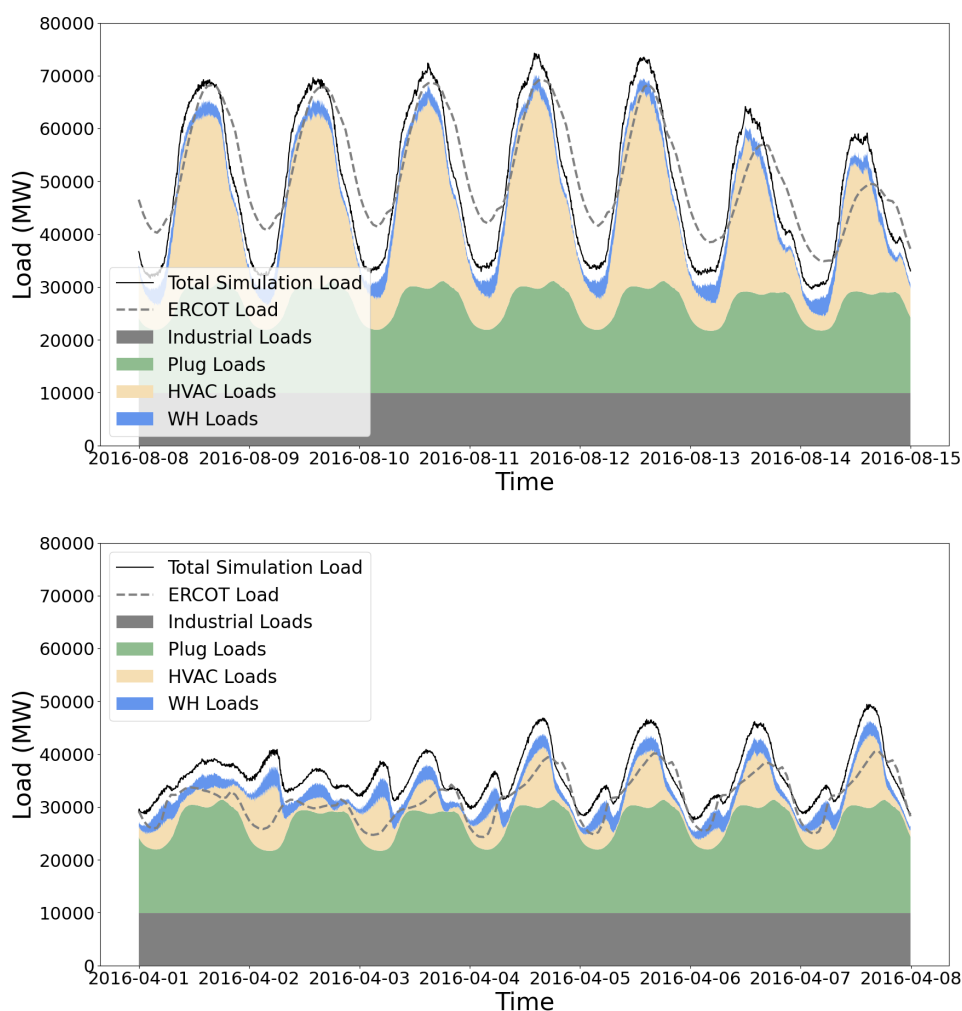 80000
70000
60000
50000
40000
30000
20000
10000
0
Load (MW)
Total Simulation Load
ERCOT Load
Industrial Loads
Plug Loads
HVAC Loads
WH Loads
2016-08-08 2016-08-09 2016-08-10 2016-08-11 2016-08-12 2016-08-13 2016-08-14 2016-08-15
Time
80000
70000
60000
50000
40000
30000
20000
10000
0
Load (MW)
Total Simulation Load
ERCOT Load
Industrial Loads
Plug Loads
HVAC Loads
WH Loads
2016-04-01 2016-04-02 2016-04-03 2016-04-04 2016-04-05 2016-04-06 2016-04-07 2016-04-08
Time